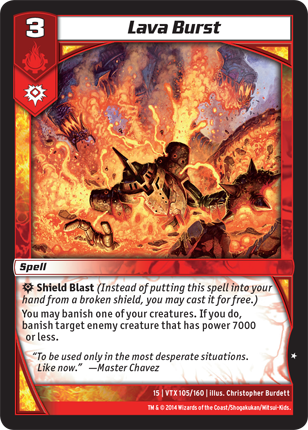 3
Lava Burst
Spell
Shield Blast (Instead of putting this spell into your
hand from a broken shield, you may cast it for free.)
You may banish one of your creatures. If you do,
banish target enemy creature that has power 7000
or less.
“To be used only in the most desperate situations.
Like now.” —Master Chavez
15 | VTX105/160 | illus. Christopher Burdett
TM & © 2014 Wizards of the Coast/Shogakukan/Mitsui-Kids.